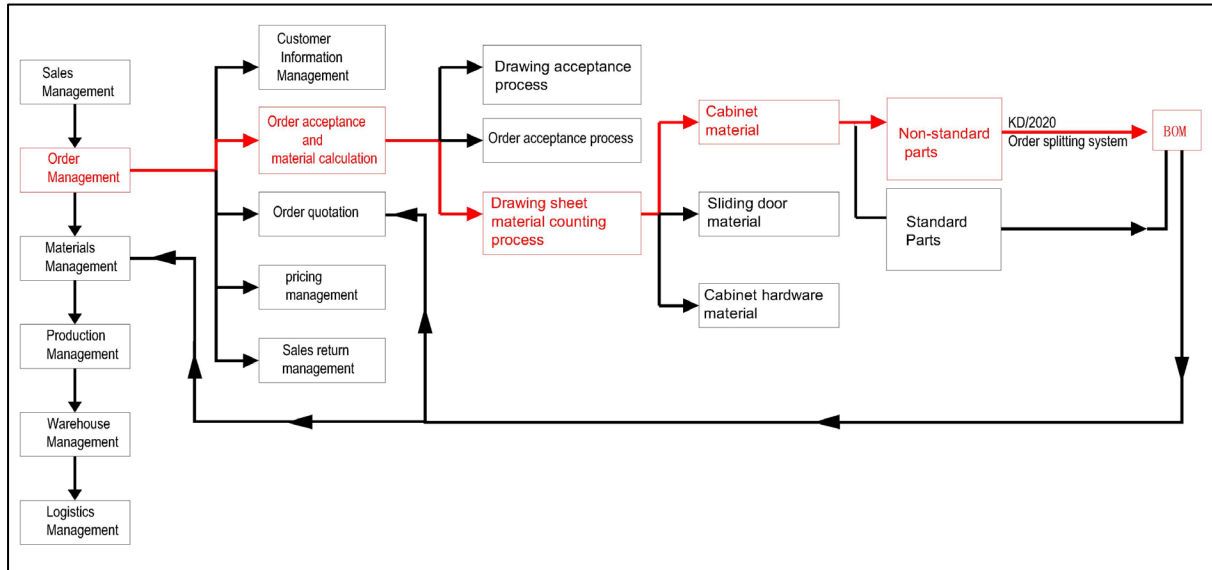 Sales
Management
Order
Management
Materials
Management
Production
Management
Warehouse
Management
Logistics
Management
Customer
Information
Management
Order acceptance
and
material calculation
Order quotation
pricing
management
Sales return
management
Drawing acceptance
process
Order acceptance process
Drawing sheet
material counting
process
Cabinet
material
Sliding door
material
Cabinet hardware
material
Non-standard
parts
Standard
Parts
KD/2020
Order splitting system
BOM